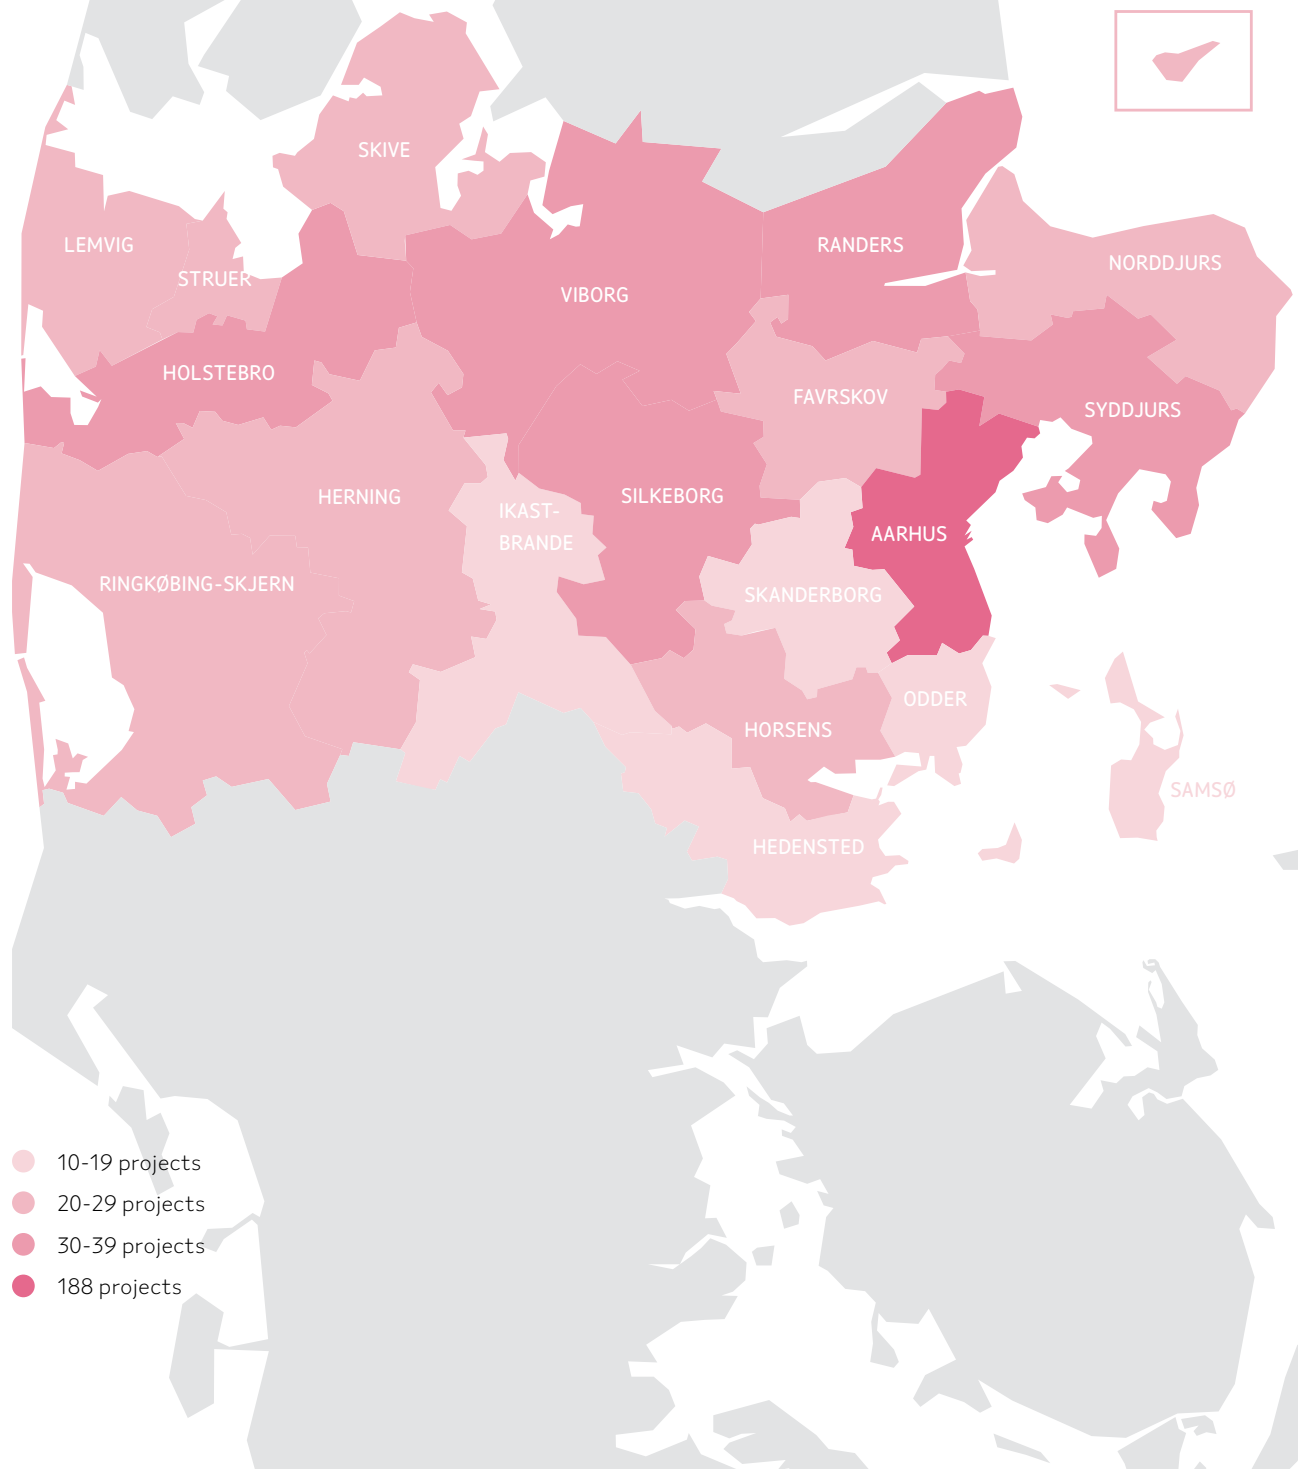 SKIVE
LEMVIG
STRUER
RANDERS
NORDDJURS
VIBORG
HOLSTEBRO
FAVRSKOV
SYDDJURS
HERNING
SILKEBORG
IKAST-
BRANDE
AARHUS
RINGKØBING-SKJERN
SKANDERBORG
ODDER
HORSENS
SAMSØ
HEDENSTED
10-19 projects
20-29 projects
30-39 projects
188 projects